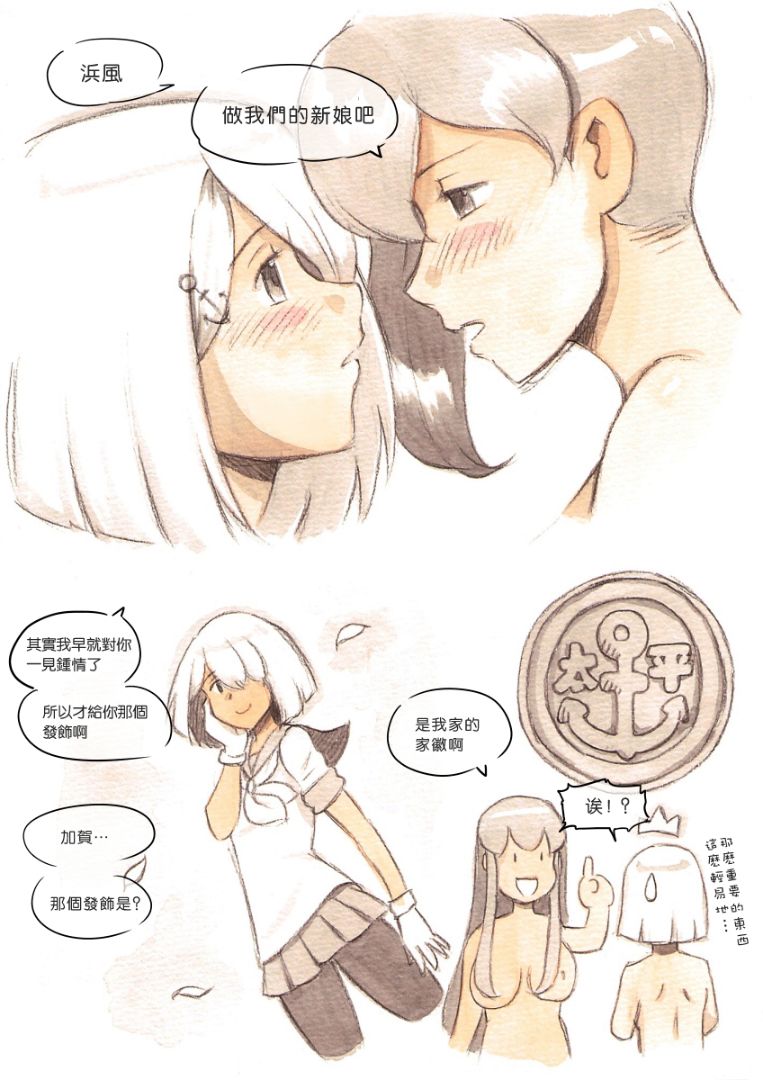 浜風
做我們的新娘吧
其實我早就對你
一見鍾情了
所以才給你那個
發飾啊
加賀…
那個發飾是?
太平
是我家的
家徽啊
诶!?
那麽重要的東西
這麽輕易地…